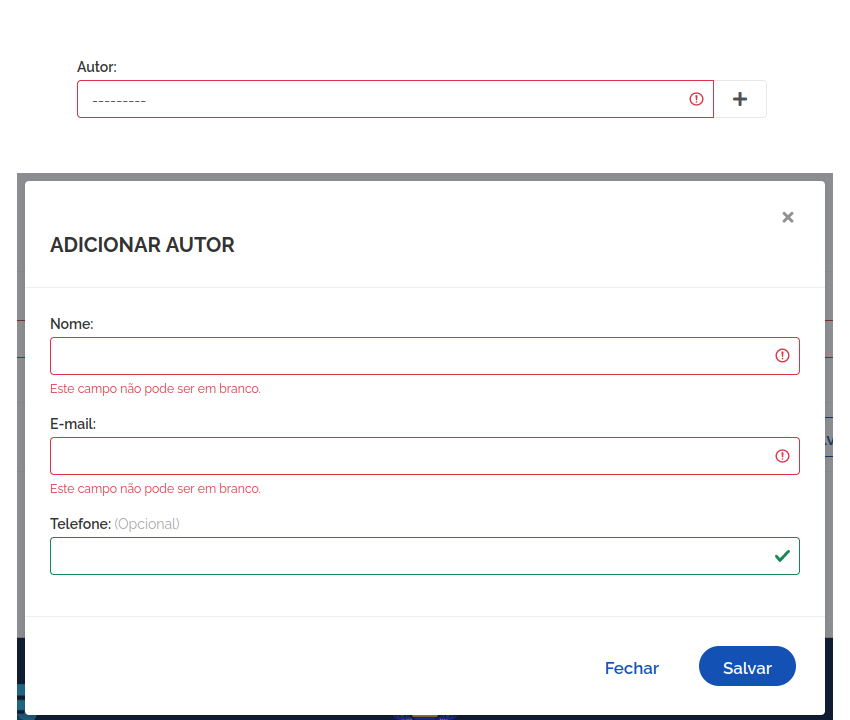 Autor:
---------
ADICIONAR AUTOR
Nome:
Este campo não pode ser em branco.
E-mail:
Este campo não pode ser em branco.
Telefone: (Opcional)
Fechar
Salvar